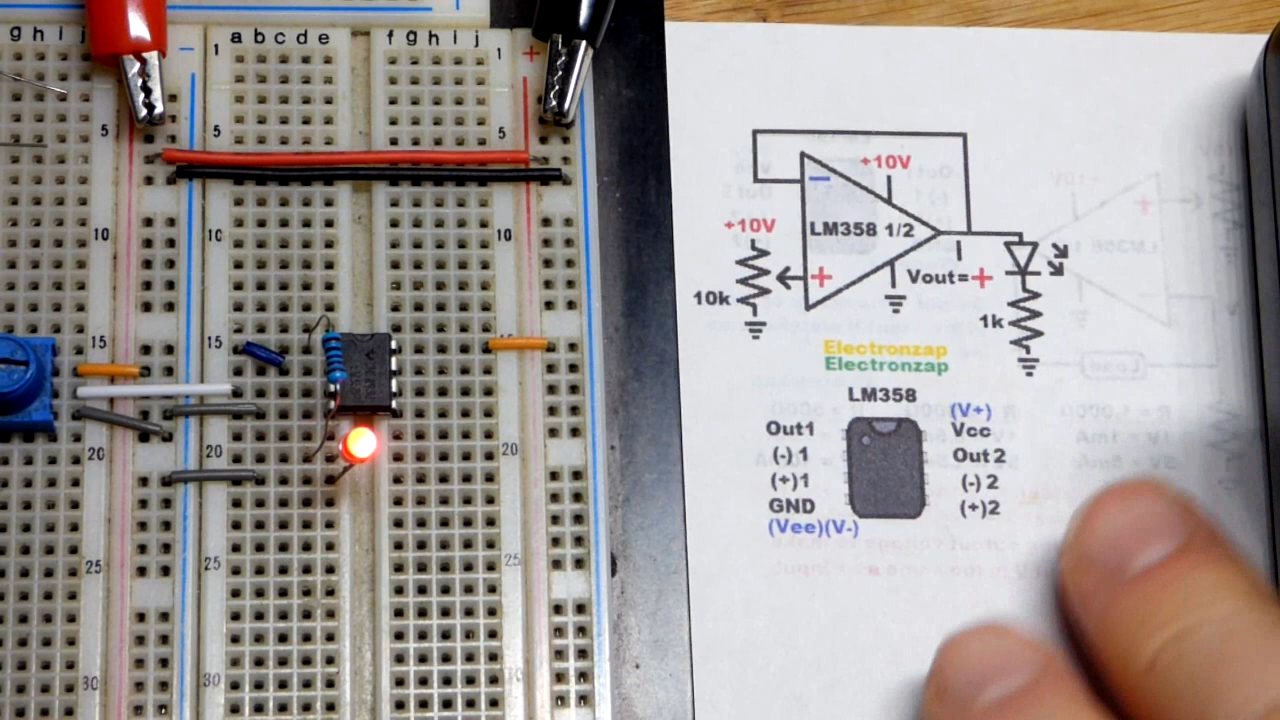 g h i j
a b c d e
f g h i j
−
+
1
1
5
5
5
10
10
10
15
15
15
20
20
20
25
25
25
30
30
30
+10V
−
+10V
LM358 1/2
+
Vout=+
10k
1k
Electronzap
Electronzap
LM358
(V+)
Out1
Vcc
(-) 1
Out 2
(+)1
(-) 2
GND
(+)2
(Vee)(V-)